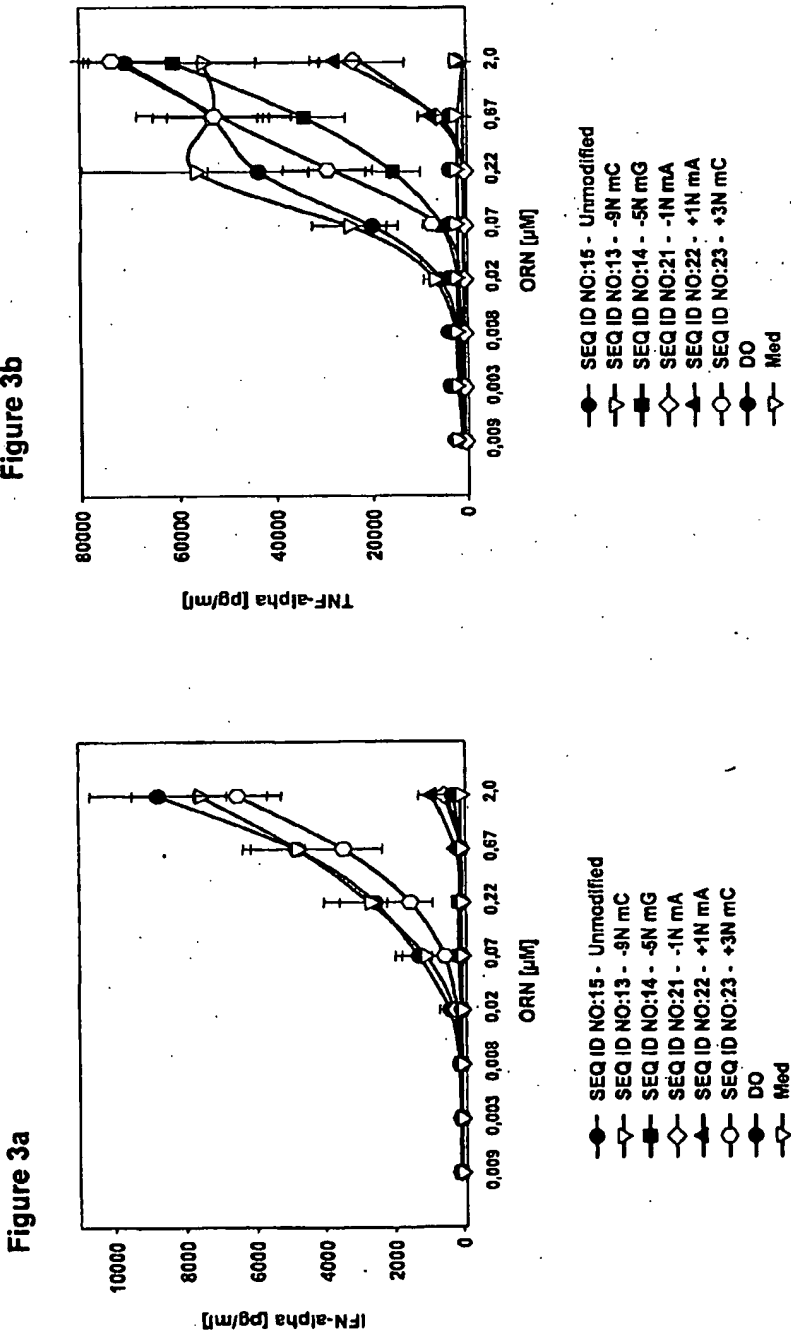 Figure 3a
IFN-alpha [pg/ml]
10000
8000
6000
4000
2000
0
0,009 0,003 0,008 0,02 0,07 0,22 0,67 2,0
ORN [µM]
SEQ ID NO:15 - Unmodified
SEQ ID NO:13 - -9N mC
SEQ ID NO:14 - -5N mG
SEQ ID NO:21 - -1N mA
SEQ ID NO:22 - +1N mA
SEQ ID NO:23 - +3N mC
DO
Med
Figure 3b
TNF-alpha [pg/ml]
80000
60000
40000
20000
0
0,009 0,003 0,008 0,02 0,07 0,22 0,67 2,0
ORN [µM]
SEQ ID NO:15 - Unmodified
SEQ ID NO:13 - -9N mC
SEQ ID NO:14 - -5N mG
SEQ ID NO:21 - -1N mA
SEQ ID NO:22 - +1N mA
SEQ ID NO:23 - +3N mC
DO
Med